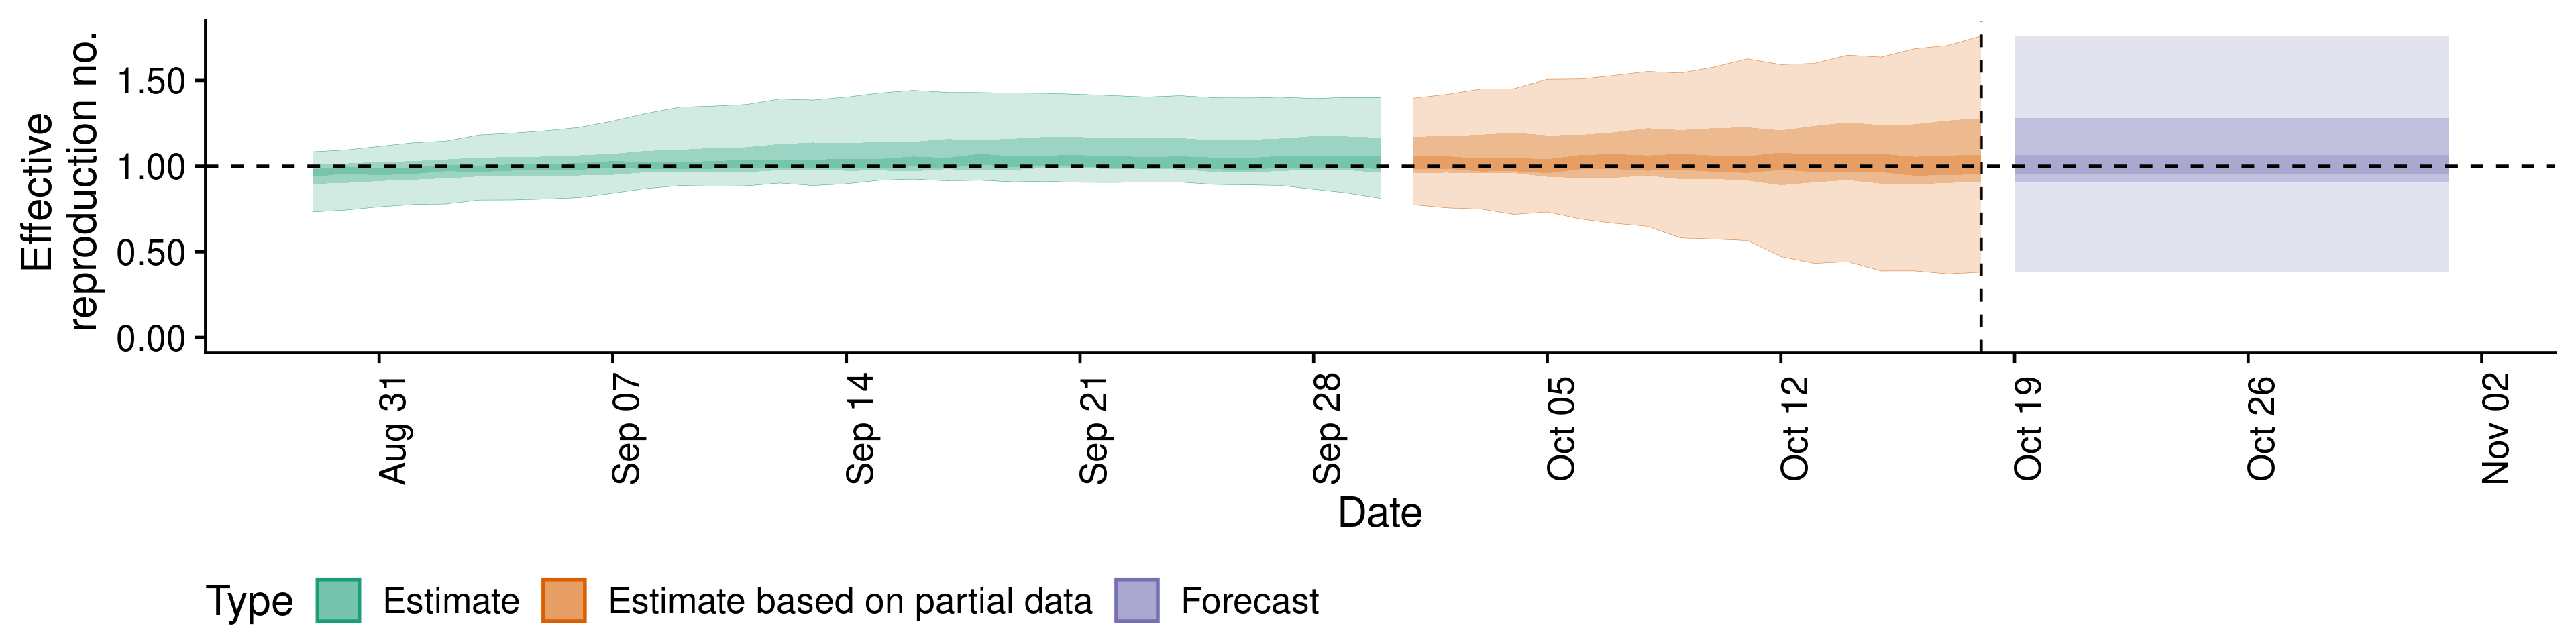 Effective
reproduction no.
1.50
1.00
0.50
0.00
Aug 31
Sep 07
Sep 14
Sep 21
Sep 28
Oct 05
Oct 12
Oct 19
Oct 26
Nov 02
Date
Type Estimate Estimate based on partial data Forecast